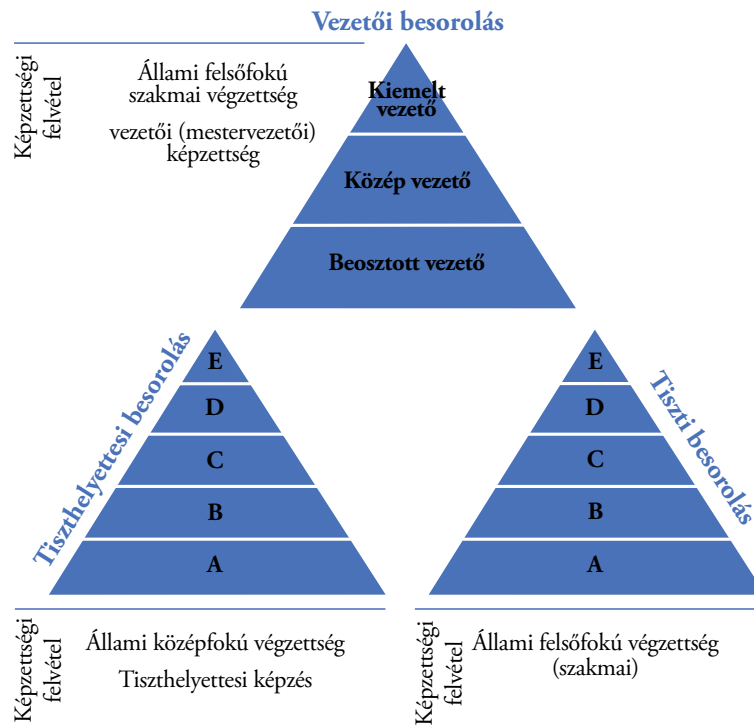 Vezetői besorolás
Képzettségi
felvétel
Állami felsőfokú
szakmai végzettség
vezetői (mestervezetői)
képzettség
Kiemelt
vezető
Közép vezető
Beosztott vezető
Tiszthelyettesi besorolás
E
D
C
B
A
Tiszti besorolás
E
D
C
B
A
Képzettségi
felvétel
Állami középfokú végzettség
Tiszthelyettesi képzés
Képzettségi
felvétel
Állami felsőfokú végzettség
(szakmai)